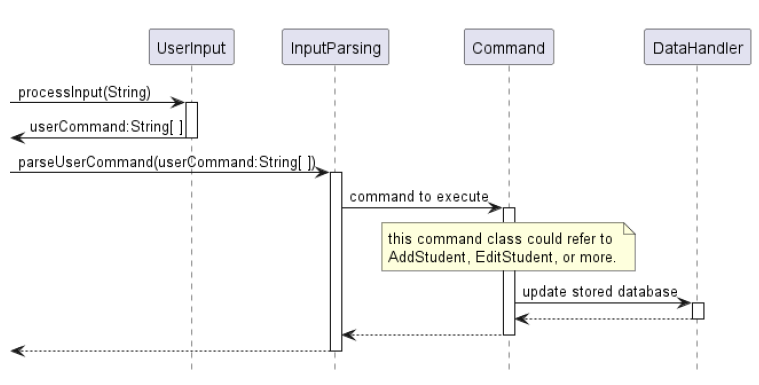 UserInput
InputParsing
Command
DataHandler
processInput(String)
userCommand:String[ ]
parseUserCommand(userCommand:String[ ])
command to execute
this command class could refer to
AddStudent, EditStudent, or more.
update stored database